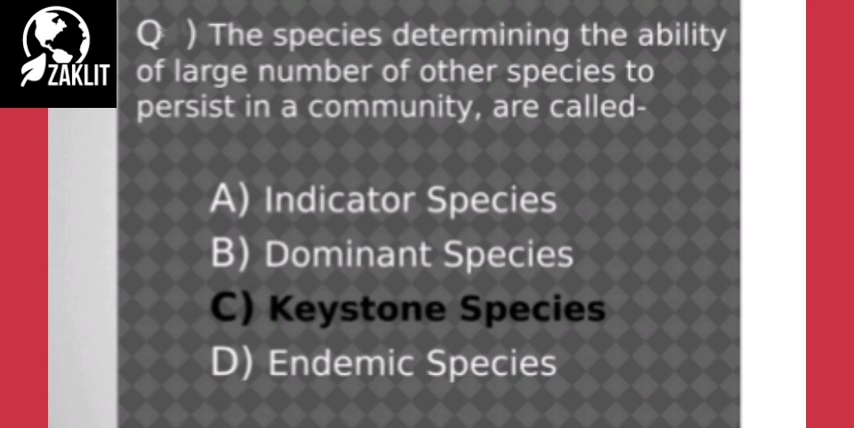 ZAKLIT
Q ) The species determining the ability
of large number of other species to
persist in a community, are called-
A) Indicator Species
B) Dominant Species
C) Keystone Species
D) Endemic Species